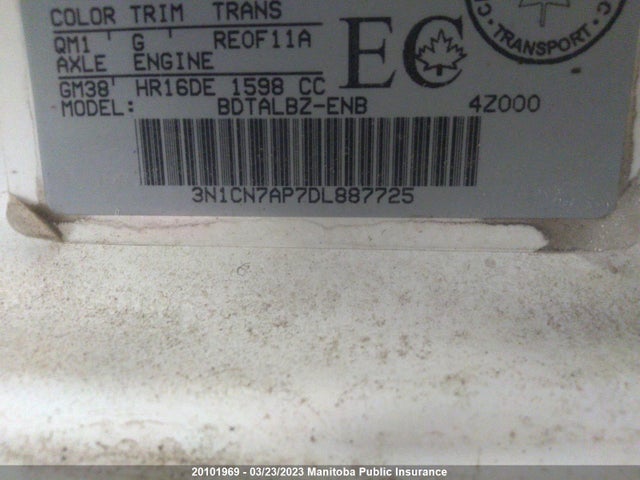 COLOR TRIM TRANS
QM1 ' G ' RE0F11A
AXLE ENGINE
GM38' HR16DE 1598 CC
MODEL: BDTALBZ-ENB 4Z000
EC
TRANSPORT
3N1CN7AP7DL887725
20101969 - 03/23/2023 Manitoba Public Insurance